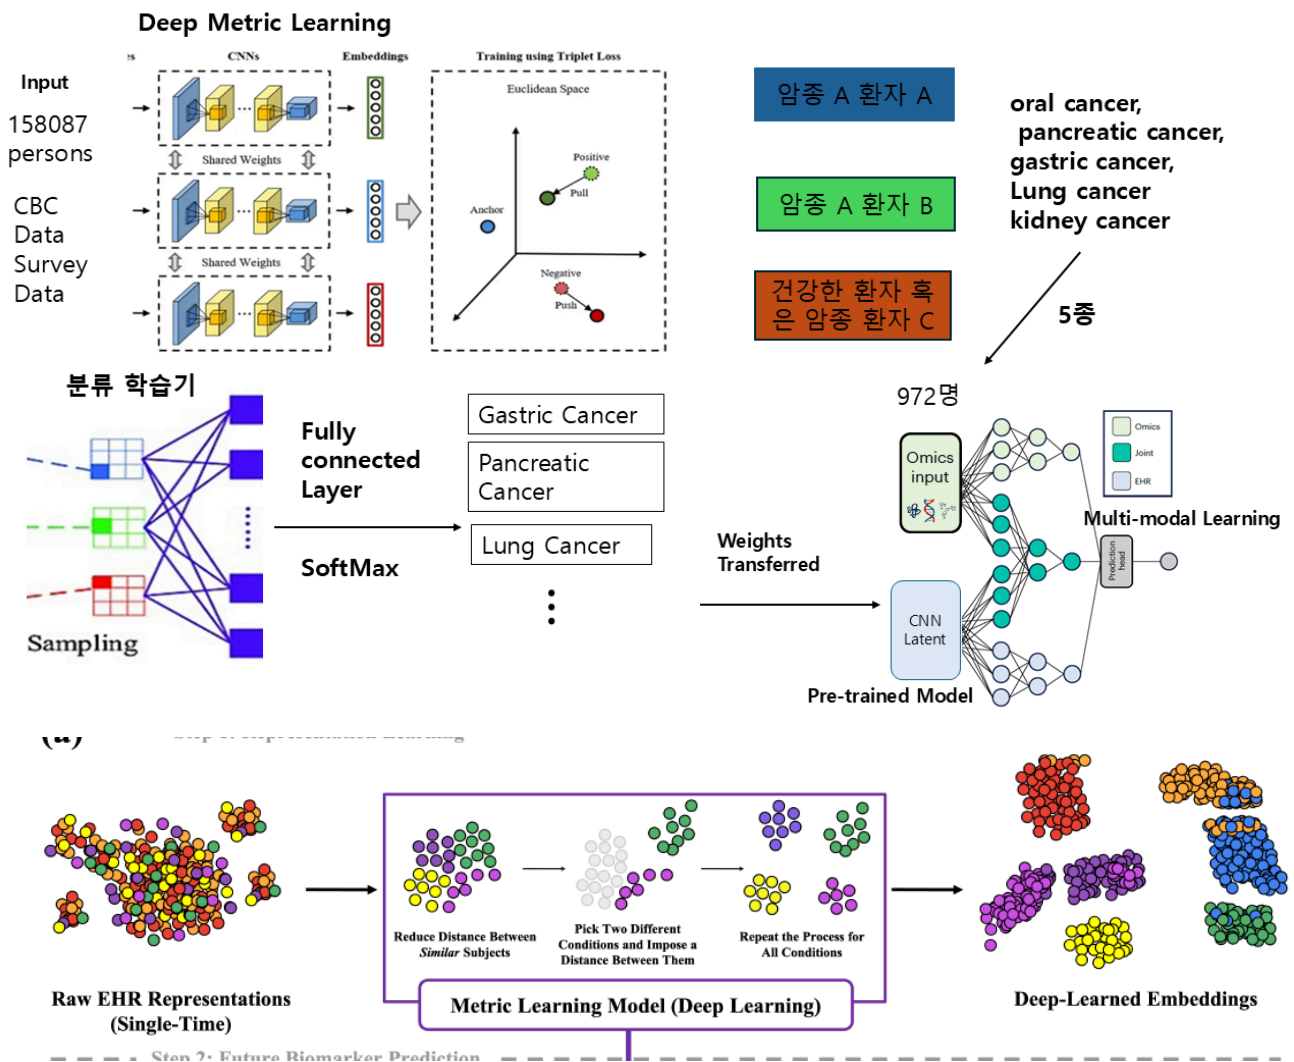 Deep Metric Learning
CNNs
Embeddings
Training using Triplet Loss
Input
158087
persons
CBC
Data
Survey
Data
Shared Weights
Shared Weights
Euclidean Space
Positive
Pull
Anchor
Negative
Push
암종 A 환자 A
암종 A 환자 B
건강한 환자 혹
은 암종 환자 C
oral cancer,
pancreatic cancer,
gastric cancer,
Lung cancer
kidney cancer
5종
분류 학습기
Sampling
Fully
connected
Layer
SoftMax
Gastric Cancer
Pancreatic
Cancer
Lung Cancer
Weights
Transferred
972명
Omics
input
CNN
Latent
Pre-trained Model
Omics
Joint
EHR
Multi-modal Learning
Prediction
head
(a)
Step 1: Representation Learning
Raw EHR Representations
(Single-Time)
Reduce Distance Between
Similar Subjects
Pick Two Different
Conditions and Impose a
Distance Between Them
Repeat the Process for
All Conditions
Metric Learning Model (Deep Learning)
Deep-Learned Embeddings
Step 2: Future Biomarker Prediction